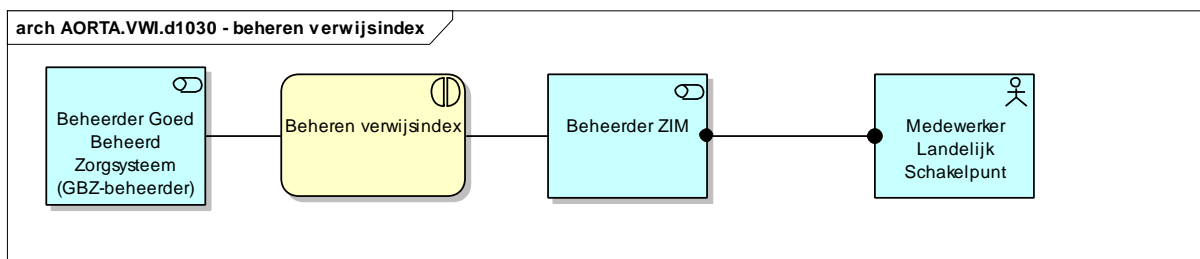 arch AORTA.VWI.d1030 - beheren verwijsindex
Beheerder Goed
Beheerd
Zorgsysteem
(GBZ-beheerder)
Beheren verwijsindex
Beheerder ZIM
Medewerker
Landelijk
Schakelpunt